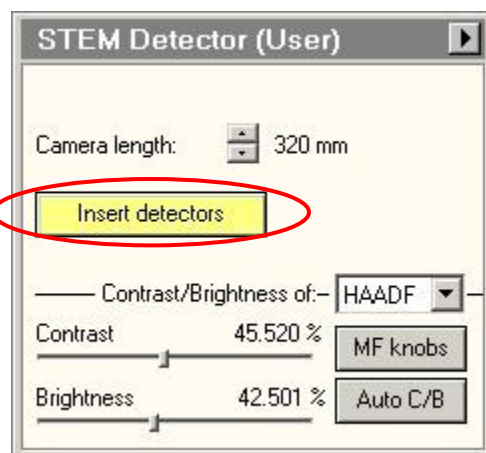 STEM Detector (User)
Camera length: 320 mm
Insert detectors
Contrast/Brightness of: HAADF
Contrast 45.520 % MF knobs
Brightness 42.501 % Auto C/B